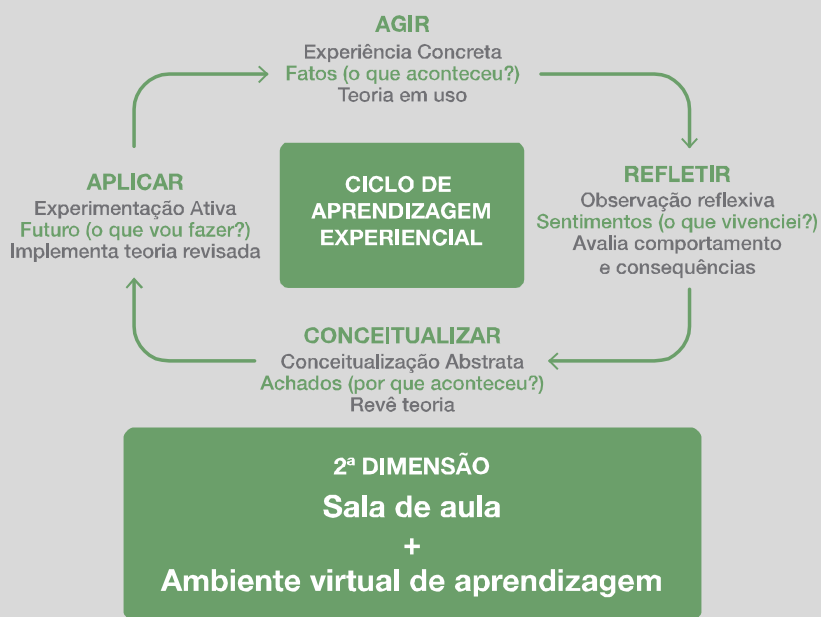 AGIR
Experiência Concreta
Fatos (o que aconteceu?)
Teoria em uso
REFLETIR
Observação reflexiva
Sentimentos (o que vivenciei?)
Avalia comportamento
e consequências
CONCEITUALIZAR
Conceitualização Abstrata
Achados (por que aconteceu?)
Revê teoria
APLICAR
Experimentação Ativa
Futuro (o que vou fazer?)
Implementa teoria revisada
CICLO DE
APRENDIZAGEM
EXPERIENCIAL
2ª DIMENSÃO
Sala de aula
+
Ambiente virtual de aprendizagem